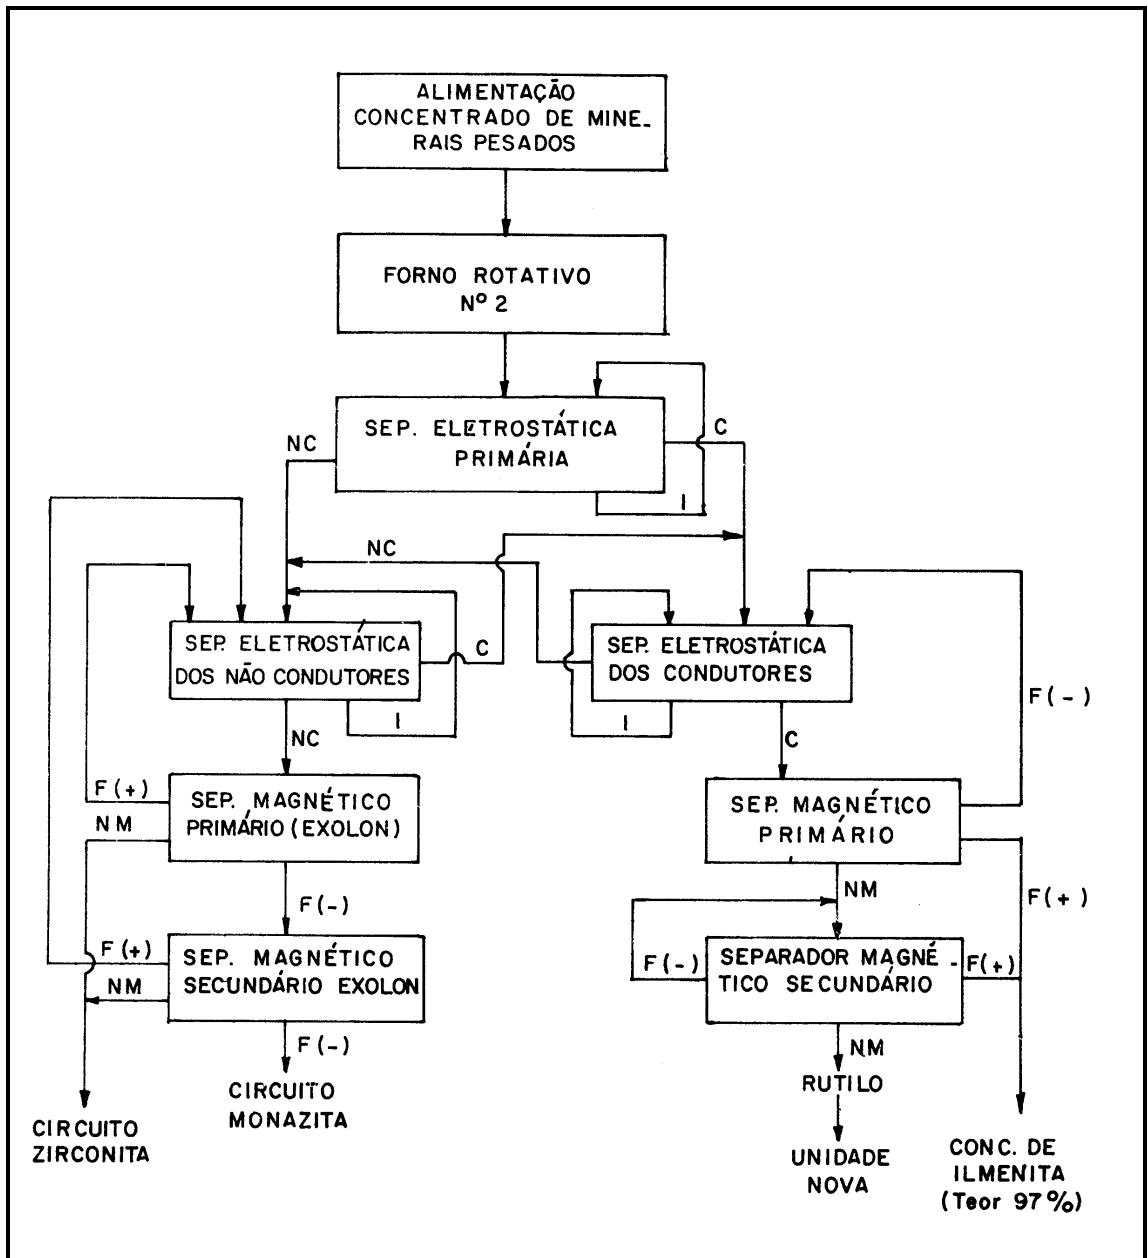 ALIMENTAÇÃO
CONCENTRADO DE MINE_
RAIS PESADOS
FORNO ROTATIVO
Nº 2
SEP. ELETROSTÁTICA
PRIMÁRIA
C
NC
I
NC
SEP. ELETROSTÁTICA
DOS NÃO CONDUTORES
C
I
NC
SEP. ELETROSTÁTICA
DOS CONDUTORES
I
C
F(-)
F(+)
NM
SEP. MAGNÉTICO
PRIMÁRIO (EXOLON)
F(-)
SEP. MAGNÉTICO
PRIMÁRIO
NM
F(+)
F(+)
NM
SEP. MAGNÉTICO
SECUNDÁRIO EXOLON
F(-)
F(-)
SEPARADOR MAGNÉ -
TICO SECUNDÁRIO
F(+)
NM
CIRCUITO
ZIRCONITA
CIRCUITO
MONAZITA
RUTILO
UNIDADE
NOVA
CONC. DE
ILMENITA
(Teor 97%)